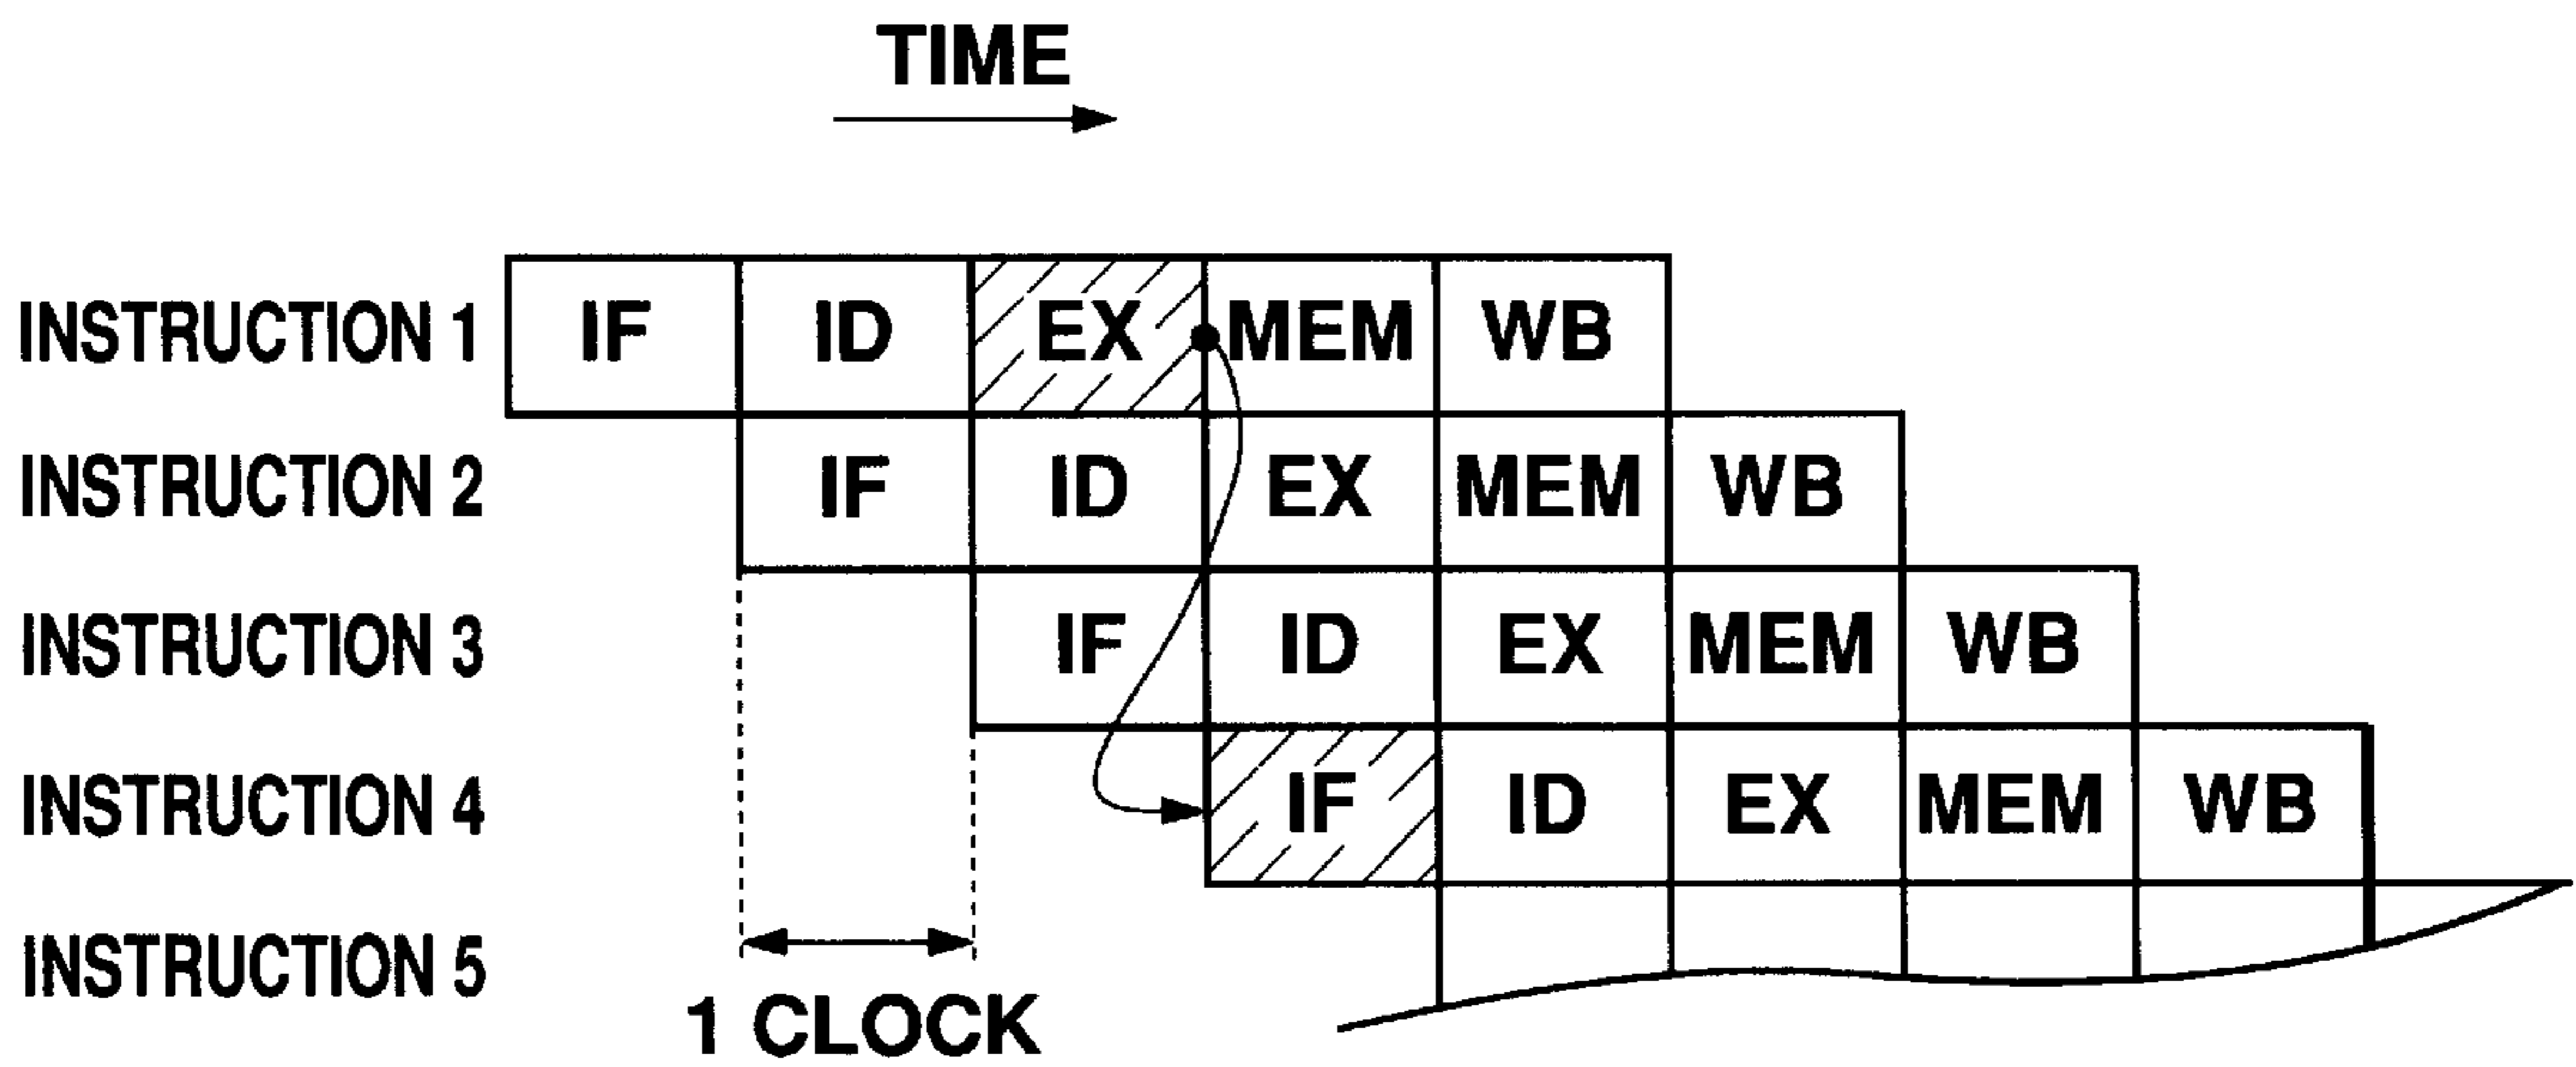 TIME
INSTRUCTION 1 IF ID EX MEM WB
INSTRUCTION 2 IF ID EX MEM WB
INSTRUCTION 3 IF ID EX MEM WB
INSTRUCTION 4 IF ID EX MEM WB
INSTRUCTION 5
1 CLOCK